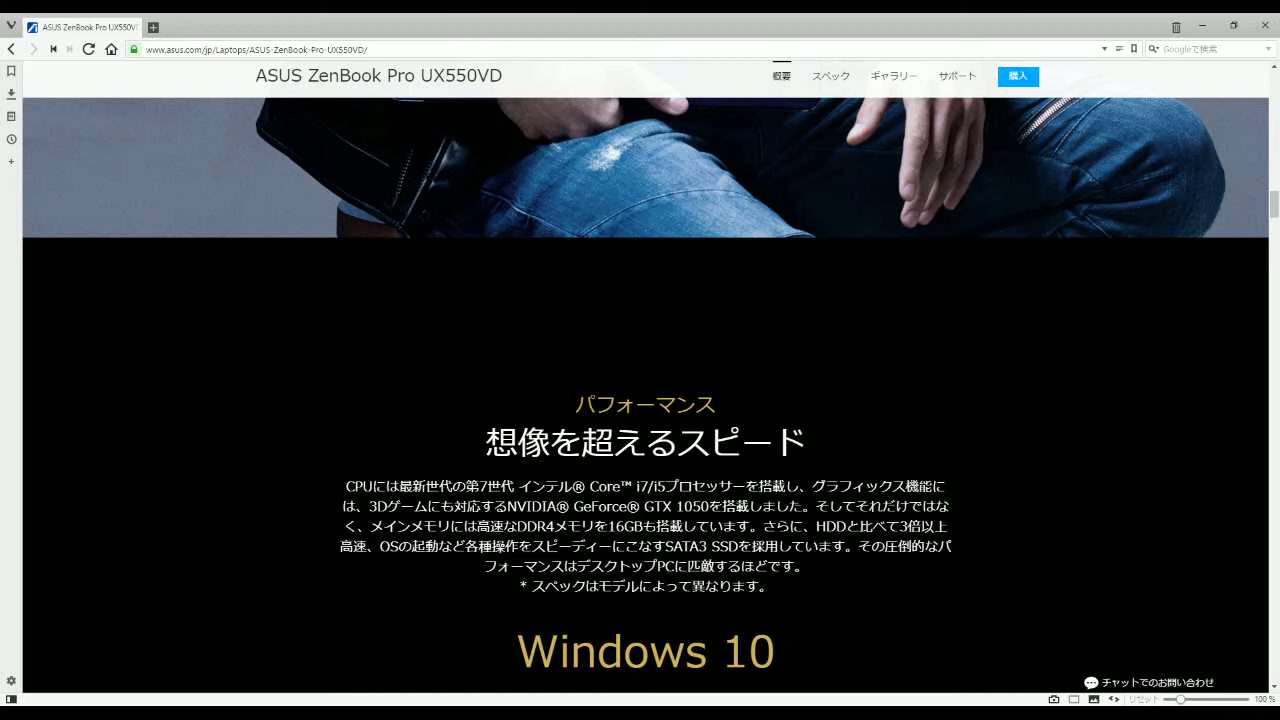 ASUS ZenBook Pro UX550VD
www.asus.com/jp/Laptops/ASUS-ZenBook-Pro-UX550VD/
Googleで検索
ASUS ZenBook Pro UX550VD
概要
スペック
ギャラリー
サポート
購入
パフォーマンス
想像を超えるスピード
CPUには最新世代の第7世代 インテル® Core™ i7/i5プロセッサーを搭載し、グラフィックス機能に
は、3Dゲームにも対応するNVIDIA® GeForce® GTX 1050を搭載しました。そしてそれだけではな
く、メインメモリには高速なDDR4メモリを16GBも搭載しています。さらに、HDDと比べて3倍以上
高速、OSの起動など各種操作をスピーディーにこなすSATA3 SSDを採用しています。その圧倒的なパ
フォーマンスはデスクトップPCに匹敵するほどです。
* スペックはモデルによって異なります。
Windows 10
チャットでのお問い合わせ
リセット
100 %